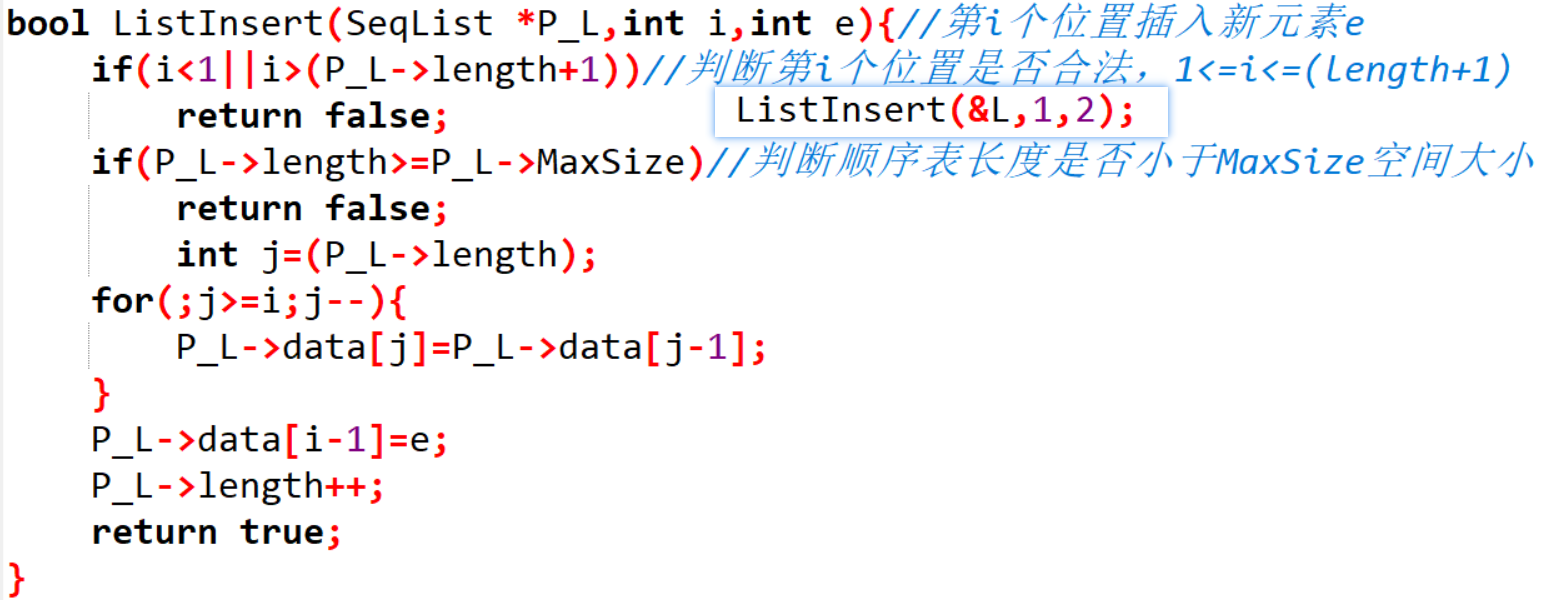 bool ListInsert(SeqList *P_L,int i,int e){//第i个位置插入新元素e
if(i<1||i>(P_L->length+1))//判断第i个位置是否合法，1<=i<=(length+1)
return false;
ListInsert(&L,1,2);
if(P_L->length>=P_L->MaxSize)//判断顺序表长度是否小于MaxSize空间大小
return false;
int j=(P_L->length);
for(;j>=i;j--){
P_L->data[j]=P_L->data[j-1];
}
P_L->data[i-1]=e;
P_L->length++;
return true;
}